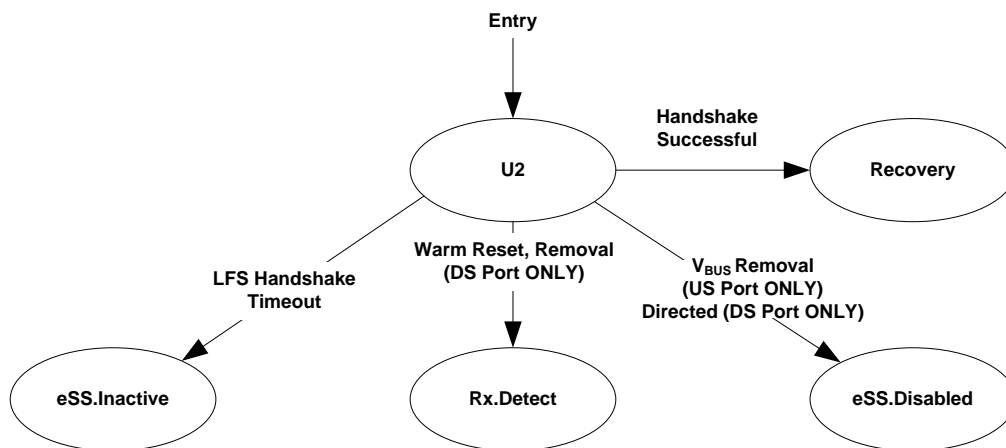 Entry
Handshake
Successful
U2
Recovery
Warm Reset, Removal
(DS Port ONLY)
LFS Handshake
Timeout
VBUS Removal
(US Port ONLY)
Directed (DS Port ONLY)
eSS.Inactive
Rx.Detect
eSS.Disabled